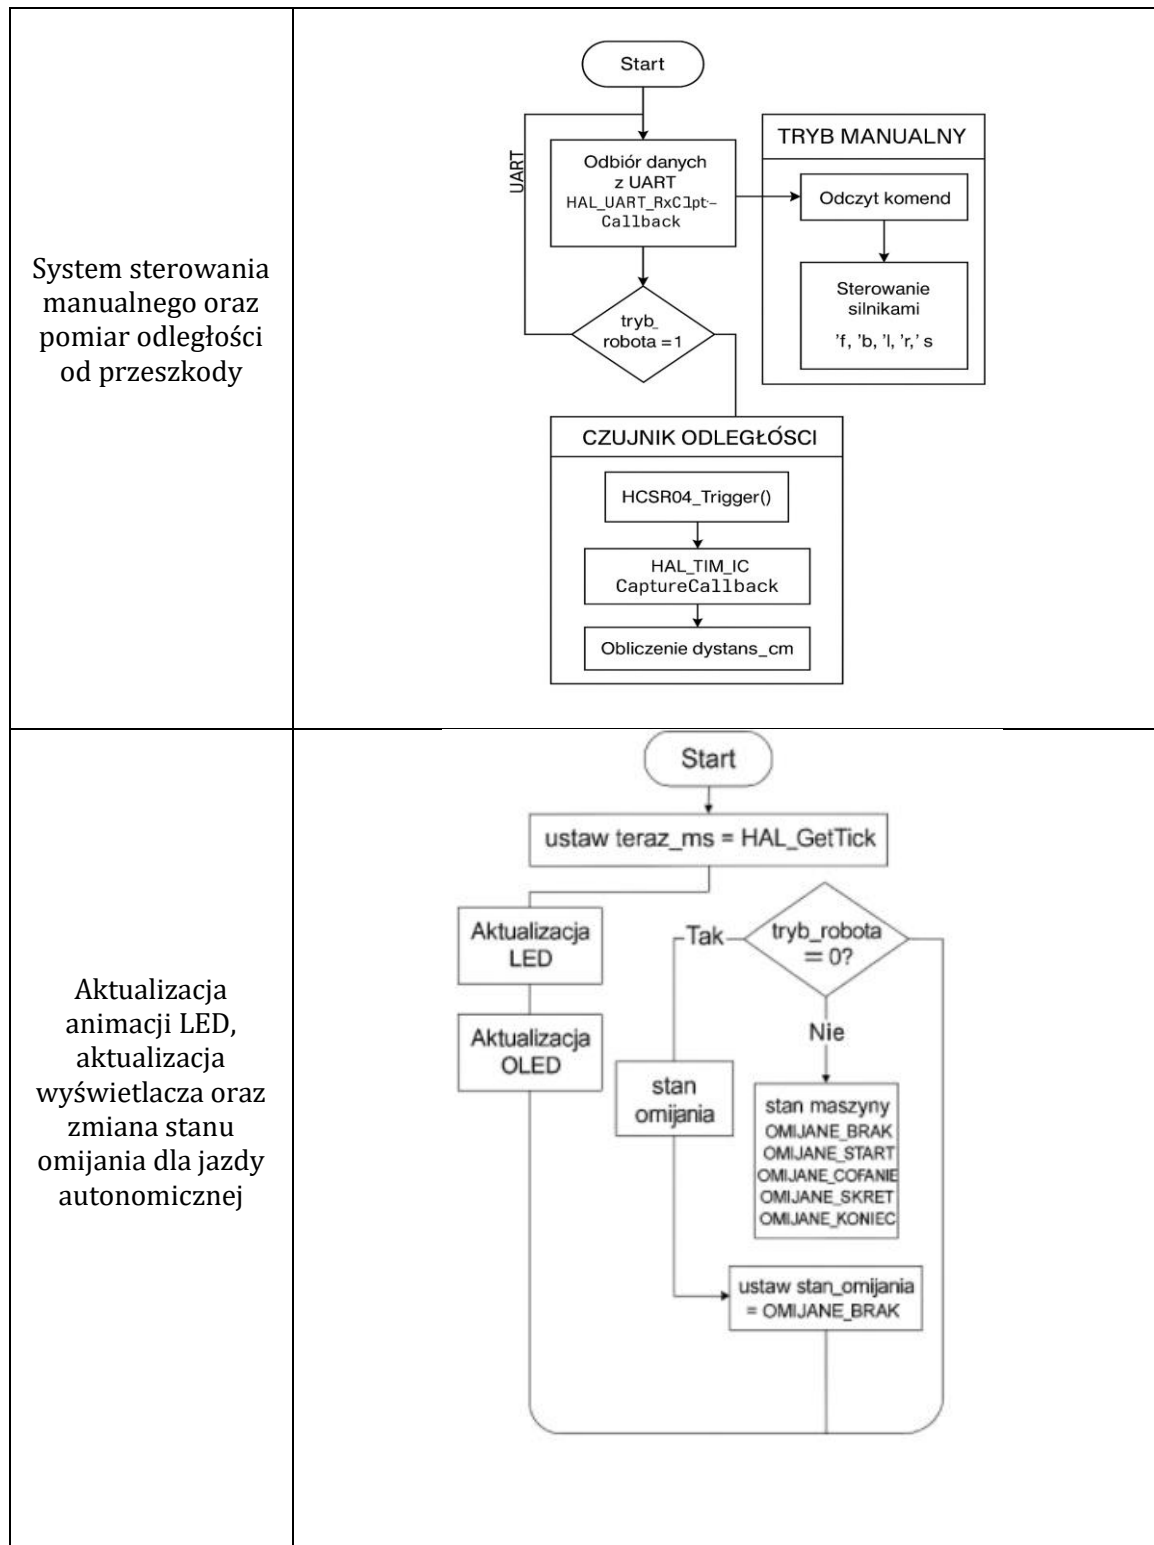 System sterowania
manualnego oraz
pomiar odległości
od przeszkody
Start
UART
Odbiór danych
z UART
HAL_UART_RxClpt-
Callback
tryb_
robota =1
TRYB MANUALNY
Odczyt komend
Sterowanie
silnikami
'f, 'b, 'l, 'r,' s
CZUJNIK ODLEGŁÓSCI
HCSR04_Trigger()
HAL_TIM_IC
CaptureCallback
Obliczenie dystans_cm
Aktualizacja
animacji LED,
aktualizacja
wyświetlacza oraz
zmiana stanu
omijania dla jazdy
autonomicznej
Start
ustaw teraz_ms = HAL_GetTick
Aktualizacja
LED
Aktualizacja
OLED
Tak
tryb_robota
== 0?
Nie
stan
omijania
stan maszyny
OMIJANE_BRAK
OMIJANE_START
OMIJANE_COFANIE
OMIJANE_SKRET
OMIJANE_KONIEC
ustaw stan_omijania
= OMIJANE_BRAK